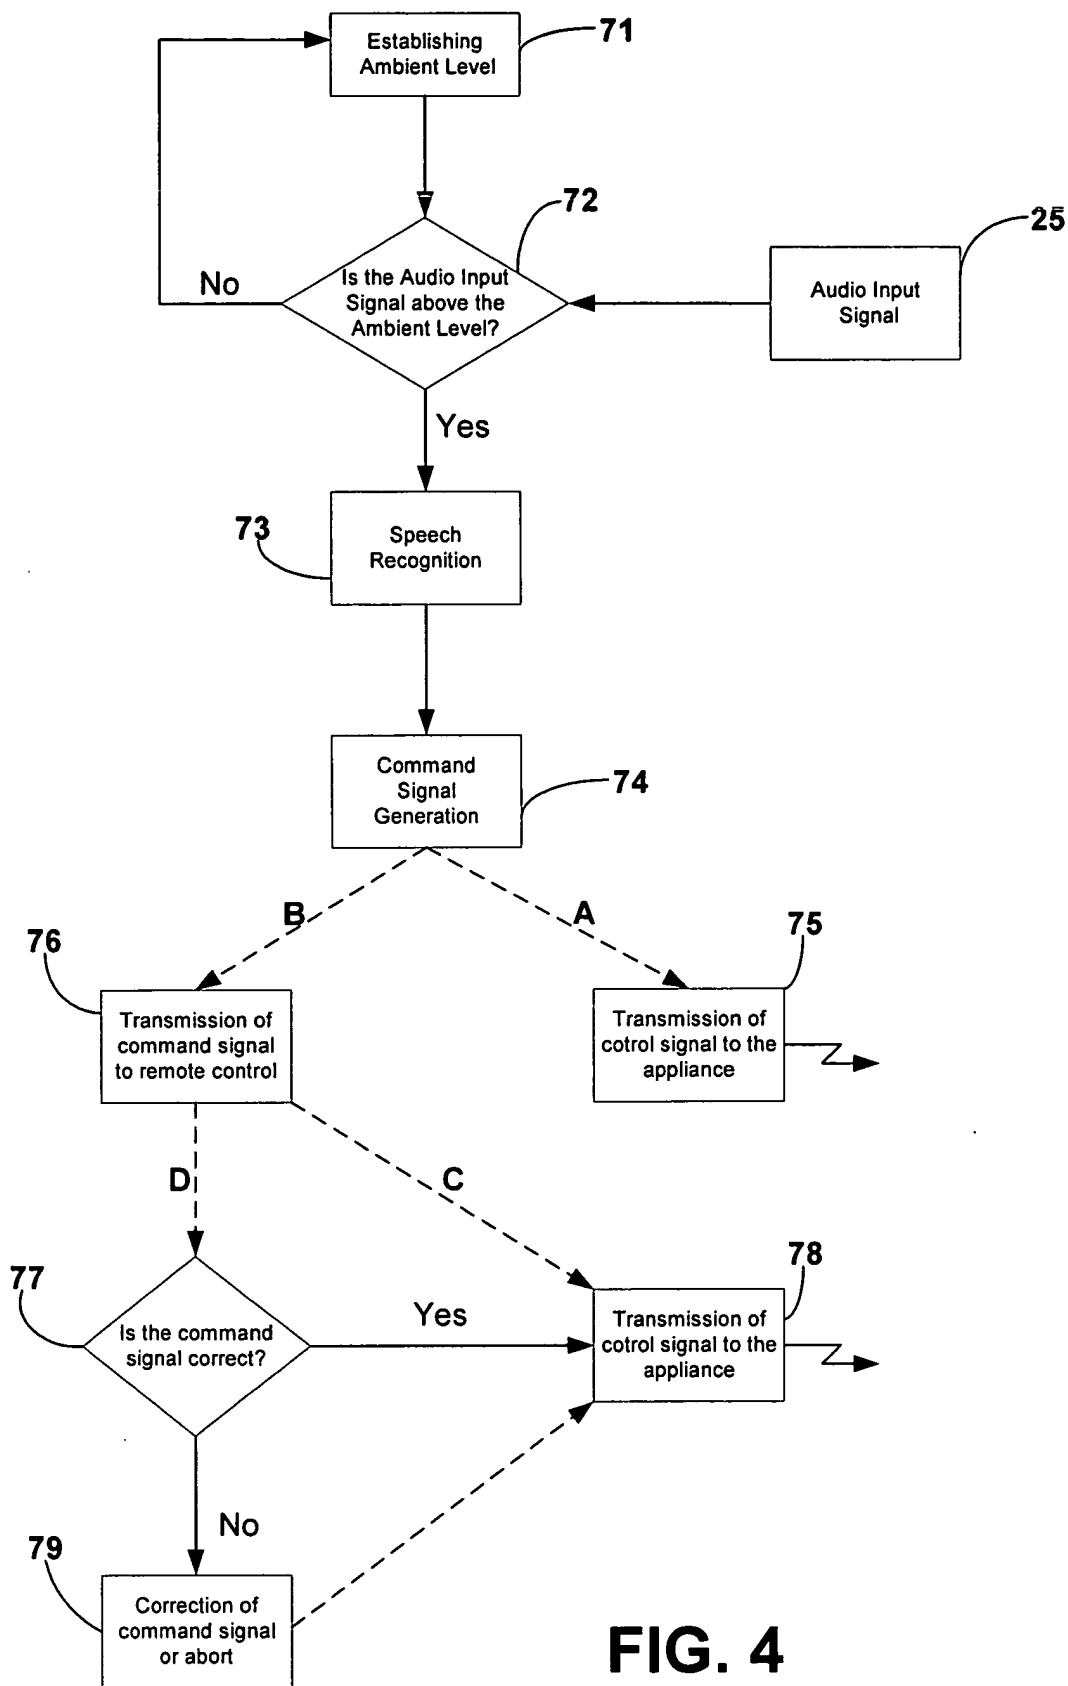 71
Establishing
Ambient Level
72
25
Is the Audio Input
Signal above the
Ambient Level?
No
Audio Input
Signal
Yes
73
Speech
Recognition
Command
Signal
Generation
74
B
A
76
75
Transmission of
command signal
to remote control
Transmission of
cotrol signal to the
appliance
D
C
77
78
Is the command
signal correct?
Yes
Transmission of
cotrol signal to the
appliance
No
79
Correction of
command signal
or abort
FIG. 4